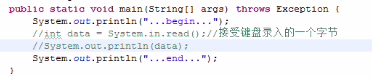 public static void main(String[] args) throws Exception {
System.out.println("...begin...");
//int data = System.in.read();//接受键盘录入的一个字节
//System.out.println(data);
System.out.println("...end...");
}